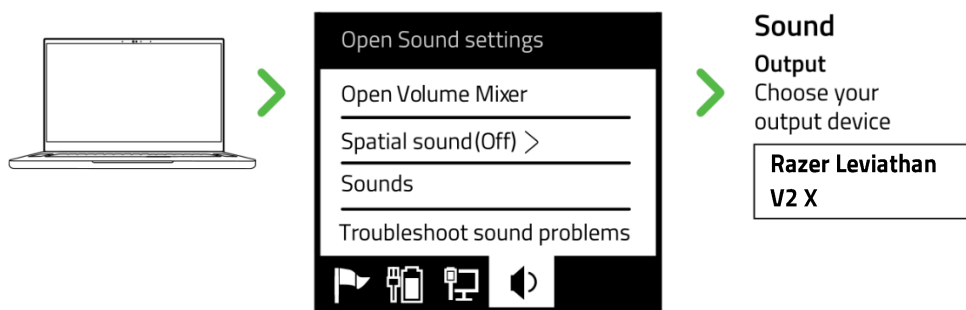 Open Sound settings
Open Volume Mixer
Spatial sound(Off) >
Sounds
Troubleshoot sound problems
Sound
Output
Choose your
output device
Razer Leviathan
V2 X